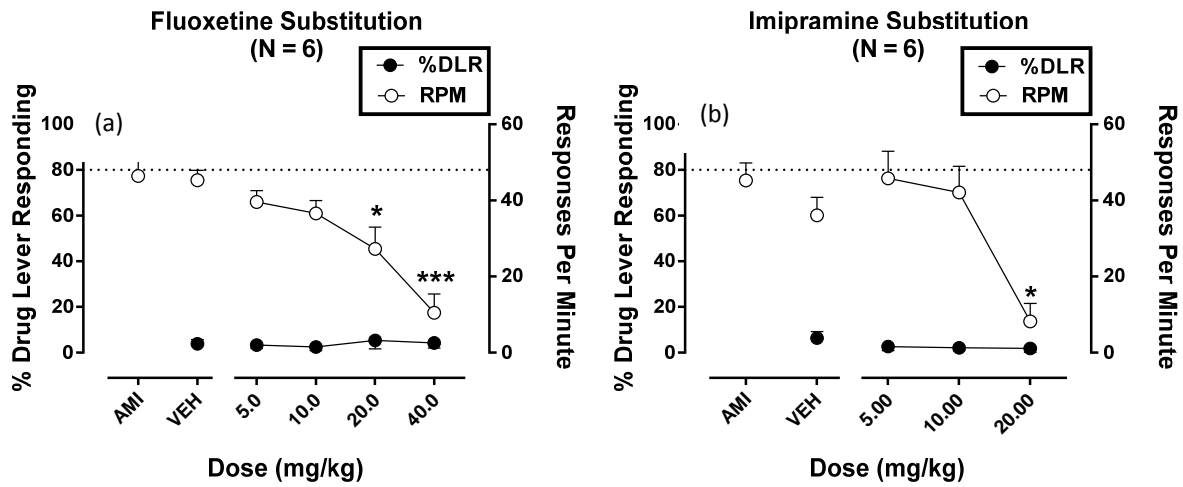 Fluoxetine Substitution
(N = 6)
%DLR
RPM
(a)
% Drug Lever Responding
100
80
60
40
20
0
Responses Per Minute
60
40
20
0
*
***
AMI
VEH
5.0
10.0
20.0
40.0
Dose (mg/kg)
Imipramine Substitution
(N = 6)
%DLR
RPM
(b)
% Drug Lever Responding
100
80
60
40
20
0
Responses Per Minute
60
40
20
0
*
AMI
VEH
5.00
10.00
20.00
Dose (mg/kg)